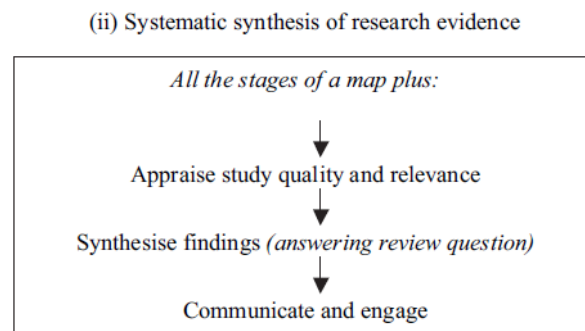 (ii) Systematic synthesis of research evidence
All the stages of a map plus:
Appraise study quality and relevance
Synthesise findings (answering review question)
Communicate and engage